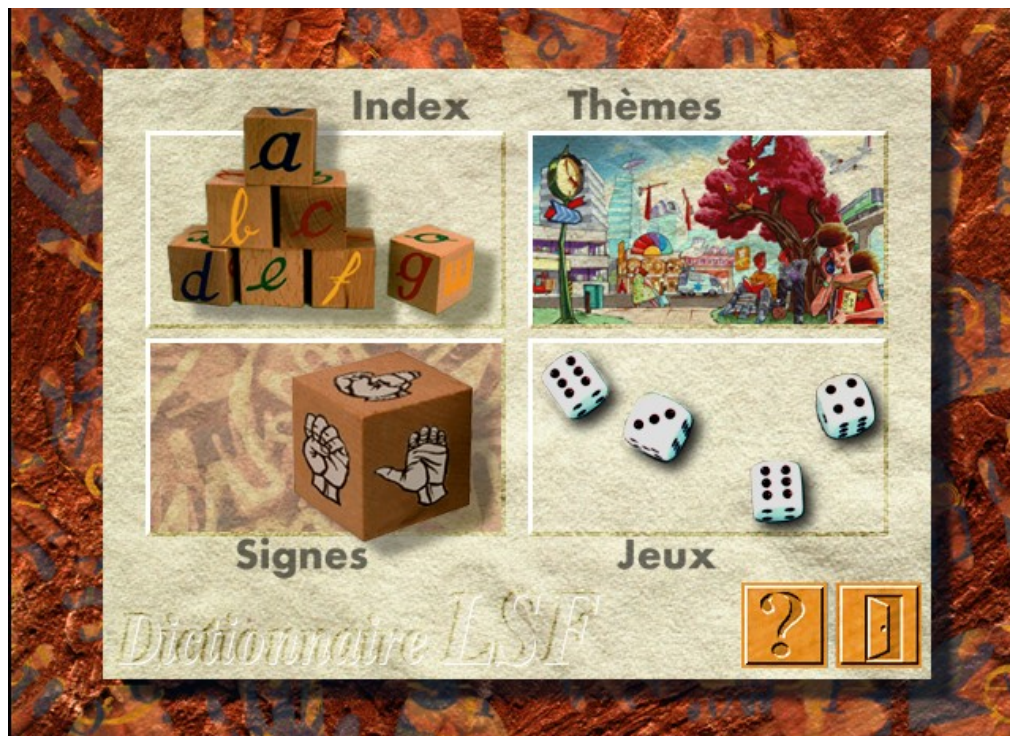 Index
Thèmes
a
b c
d e f g
Signes
Jeux
Dictionnaire LSF
?